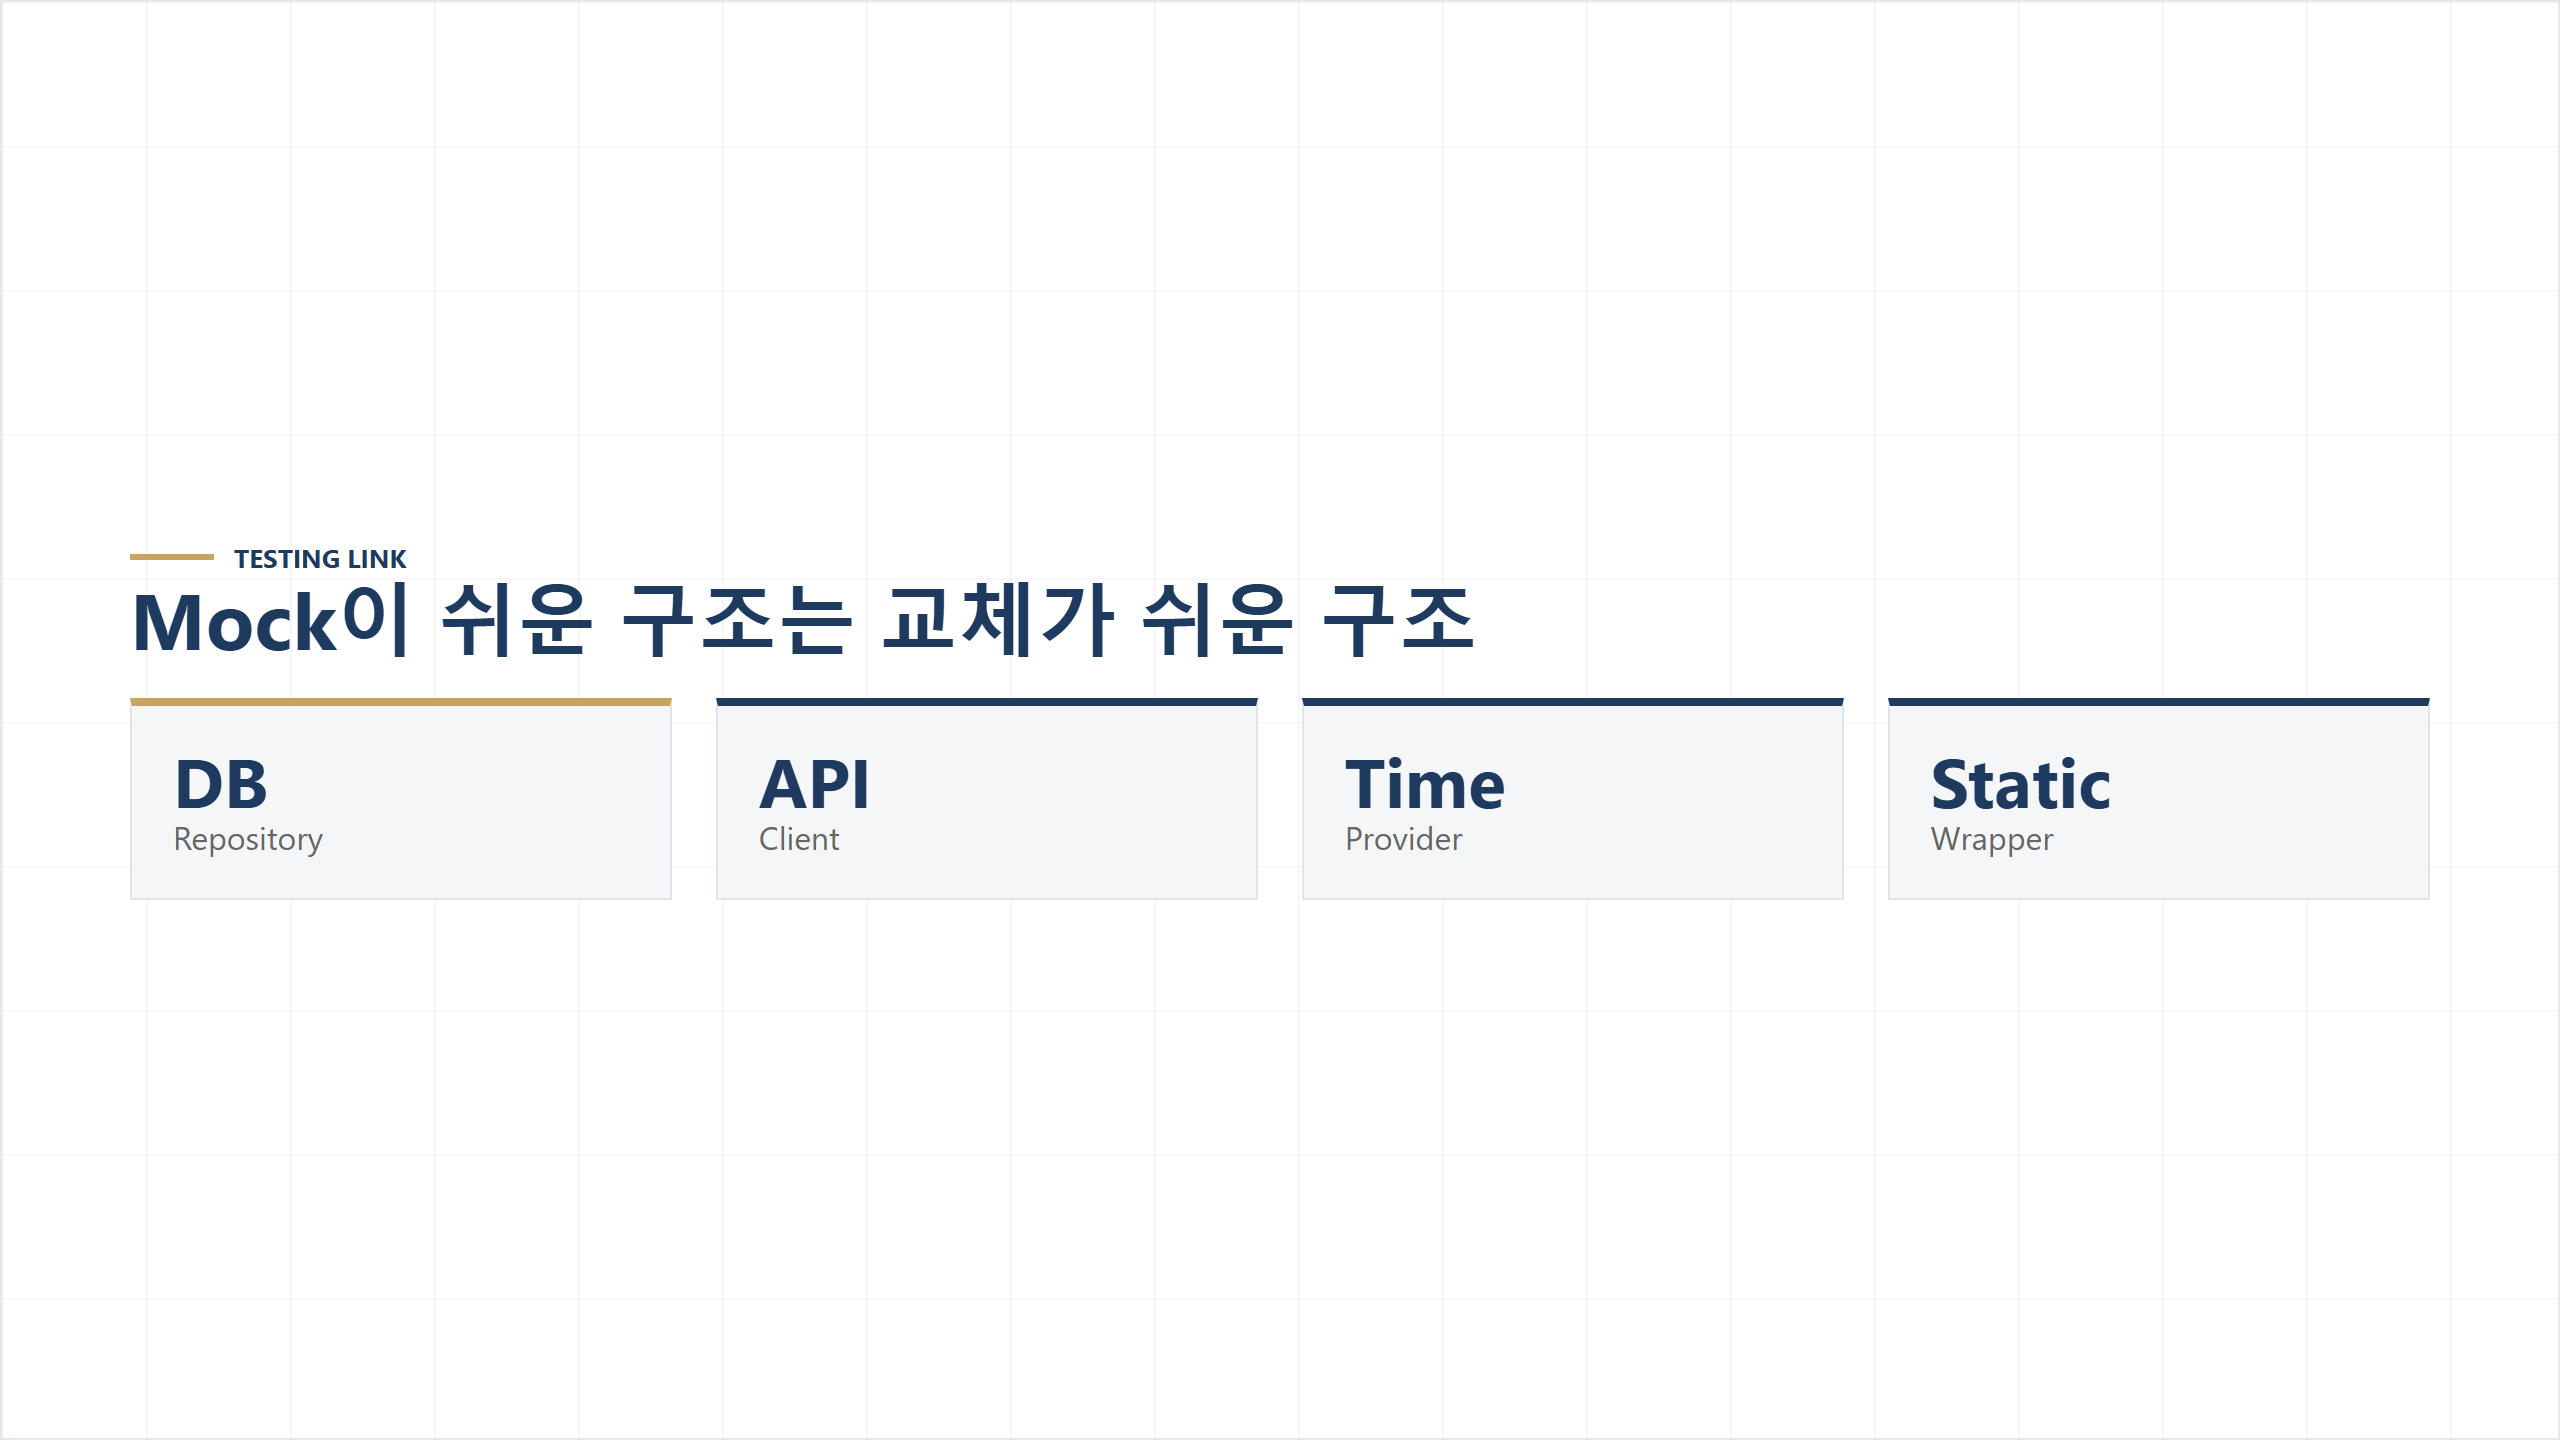 TESTING LINK
Mock이 쉬운 구조는 교체가 쉬운 구조
DB
Repository
API
Client
Time
Provider
Static
Wrapper